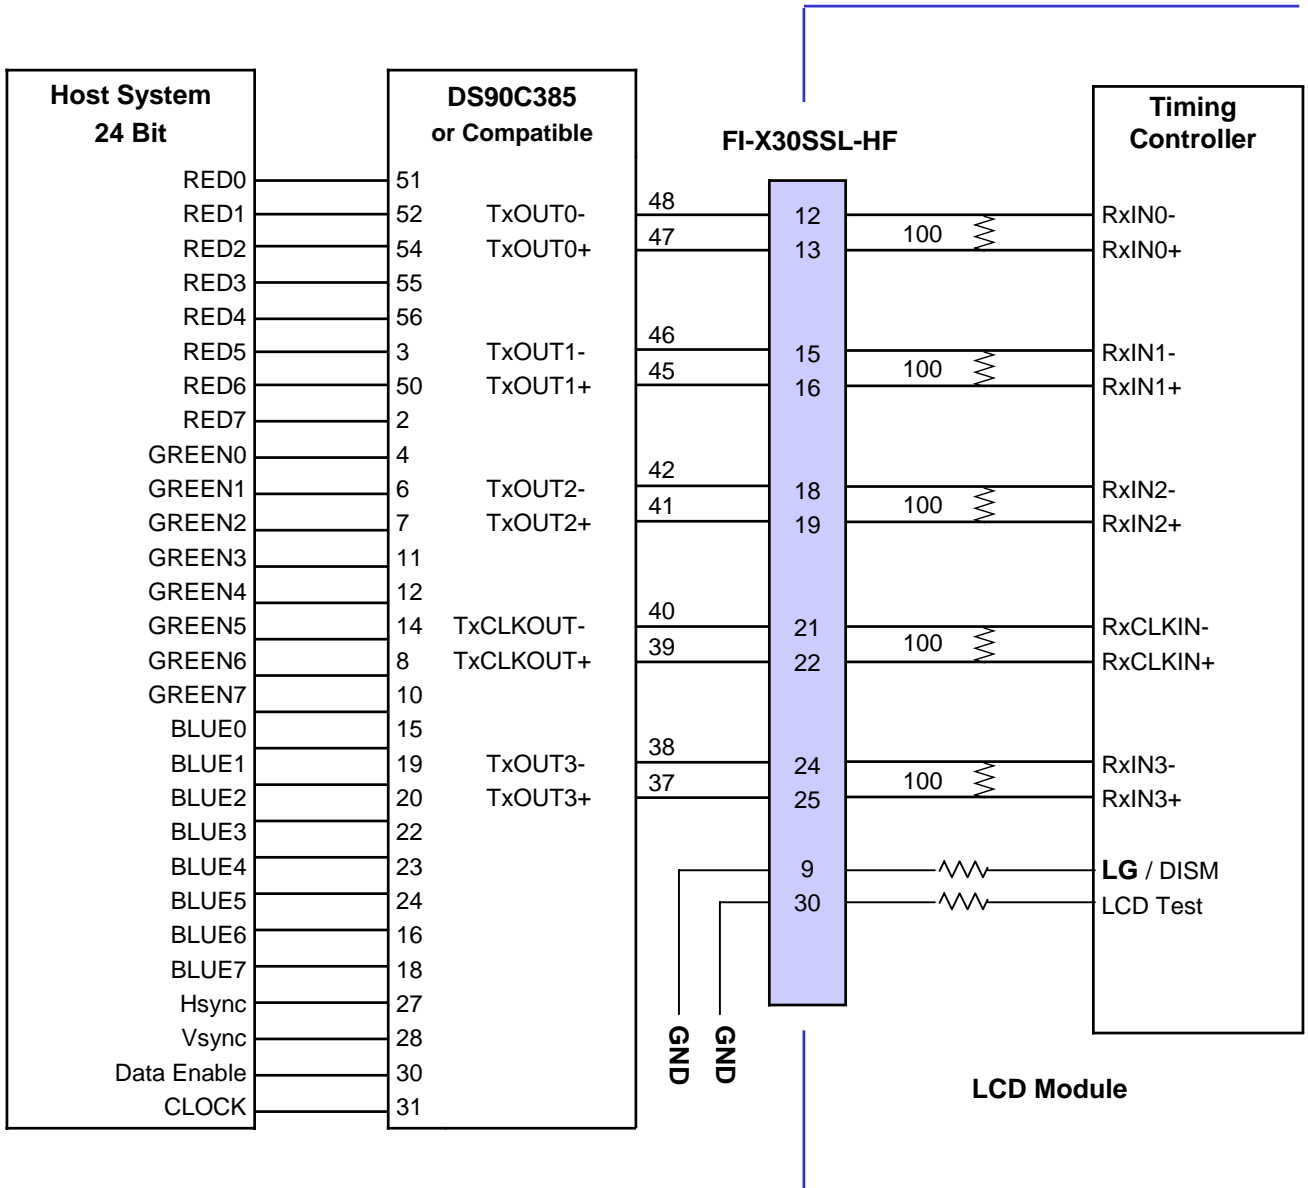 Host System
24 Bit
DS90C385
or Compatible
FI-X30SSL-HF
Timing
Controller
RED0 51
RED1 52 TxOUT0- 48 12 RxIN0-
100
RED2 54 TxOUT0+ 47 13 RxIN0+
RED3 55
RED4 56
RED5 3 TxOUT1- 46 15 RxIN1-
100
RED6 50 TxOUT1+ 45 16 RxIN1+
RED7 2
GREEN0 4
GREEN1 6 TxOUT2- 42 18 RxIN2-
100
GREEN2 7 TxOUT2+ 41 19 RxIN2+
GREEN3 11
GREEN4 12
GREEN5 14 TxCLKOUT- 40 21 RxCLKIN-
100
GREEN6 8 TxCLKOUT+ 39 22 RxCLKIN+
GREEN7 10
BLUE0 15
BLUE1 19 TxOUT3- 38 24 RxIN3-
100
BLUE2 20 TxOUT3+ 37 25 RxIN3+
BLUE3 22
BLUE4 23 9 LG / DISM
BLUE5 24 30 LCD Test
BLUE6 16
BLUE7 18
Hsync 27
Vsync 28
Data Enable 30
CLOCK 31
GND
GND
LCD Module